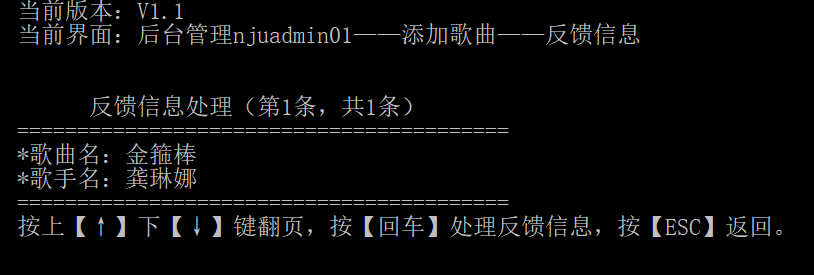 当前版本：V1.1
当前界面：后台管理njuadmin01——添加歌曲——反馈信息
反馈信息处理（第1条，共1条）
=========================================
*歌曲名：金箍棒
*歌手名：龚琳娜
=========================================
按上【↑】下【↓】键翻页，按【回车】处理反馈信息，按【ESC】返回。